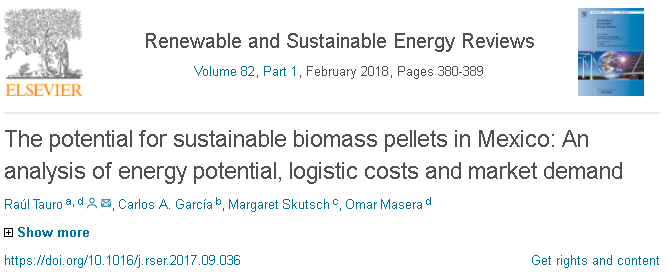 Renewable and Sustainable Energy Reviews
Volume 82, Part 1, February 2018, Pages 380-389
ELSEVIER
The potential for sustainable biomass pellets in Mexico: An
analysis of energy potential, logistic costs and market demand
Raúl Tauro a, d, Carlos A. García b, Margaret Skutsch c, Omar Masera d
Show more
https://doi.org/10.1016/j.rser.2017.09.036
Get rights and content